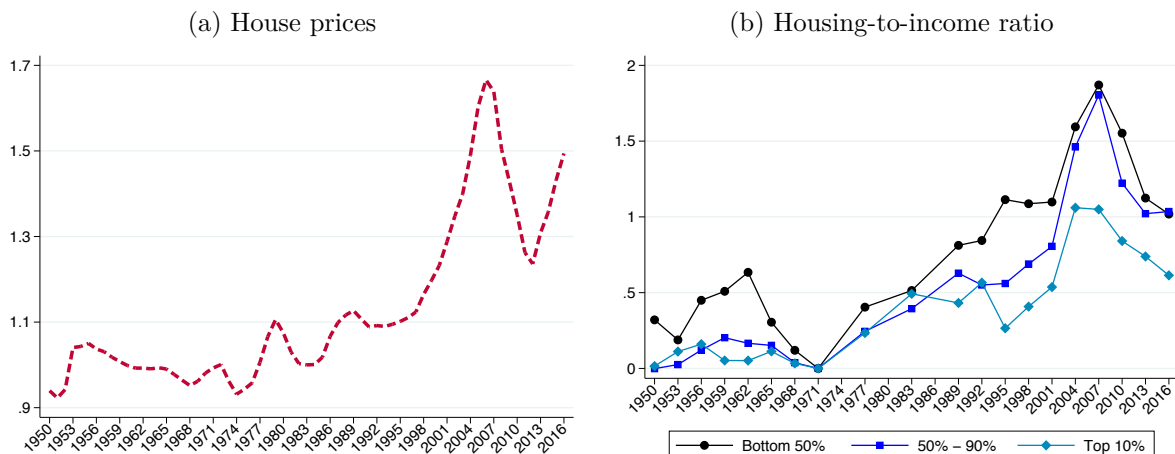 (a) House prices
1.7
1.5
1.3
1.1
.9
1950 1953 1956 1959 1962 1965 1968 1971 1974 1977 1980 1983 1986 1989 1992 1995 1998 2001 2004 2007 2010 2013 2016
(b) Housing-to-income ratio
2
1.5
1
.5
0
1950 1953 1956 1959 1962 1965 1968 1971 1974 1977 1980 1983 1986 1989 1992 1995 1998 2001 2004 2007 2010 2013 2016
Bottom 50% 50% – 90% Top 10%